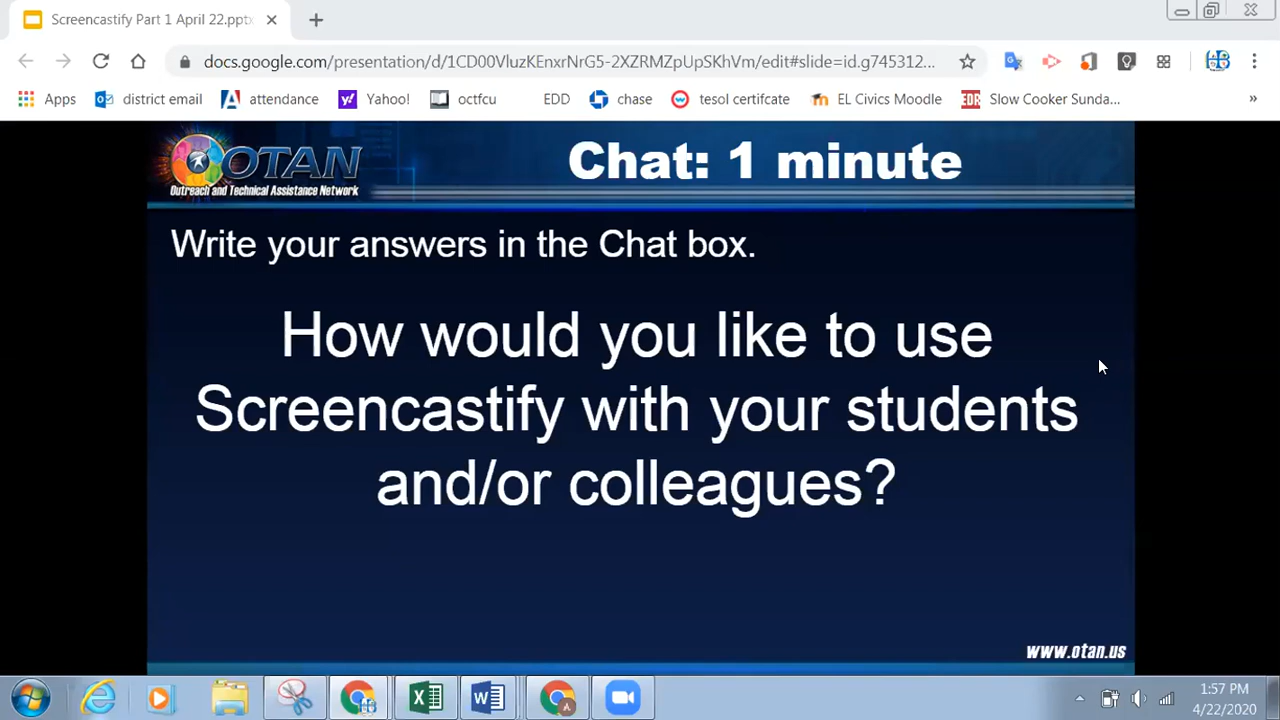 Screencastify Part 1 April 22.pptx
docs.google.com/presentation/d/1CD00VluzKEnxrNrG5-2XZRMZpUpSKhVm/edit#slide=id.g745312...
Apps district email attendance Yahoo! octfcu EDD chase test certifcate EL Civics Moodle EDR Slow Cooker Sunda... »
OTAN
Outreach and Technical Assistance Network
Chat: 1 minute
Write your answers in the Chat box.
How would you like to use
Screencastify with your students
and/or colleagues?
www.otan.us
1:57 PM
4/22/2020